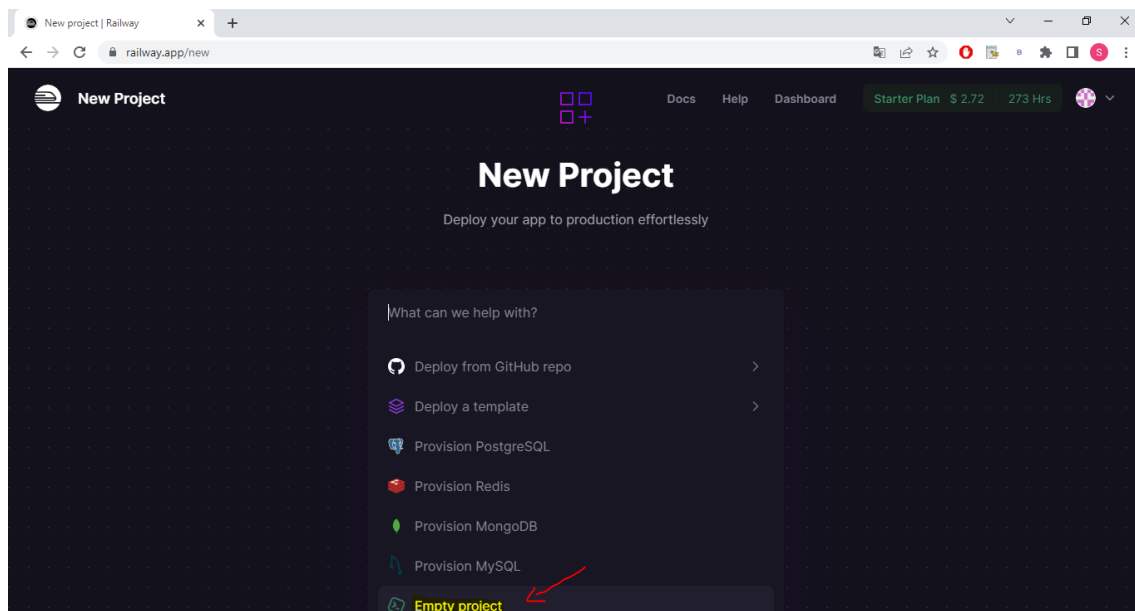 New project | Railway
railway.app/new
B
S
New Project
Docs Help Dashboard Starter Plan $ 2.72 273 Hrs
New Project
Deploy your app to production effortlessly
What can we help with?
Deploy from GitHub repo
Deploy a template
Provision PostgreSQL
Provision Redis
Provision MongoDB
Provision MySQL
Empty project